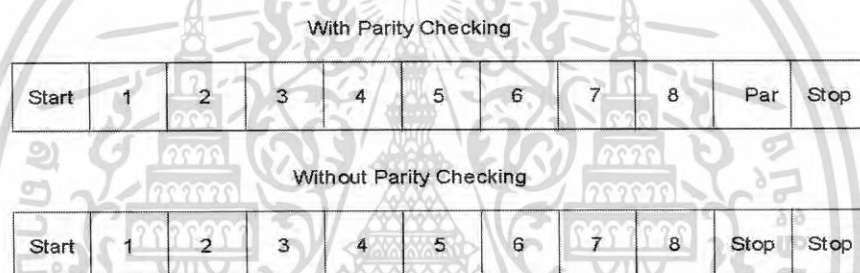 With Parity Checking
Start 1 2 3 4 5 6 7 8 Par Stop
Without Parity Checking
Start 1 2 3 4 5 6 7 8 Stop Stop